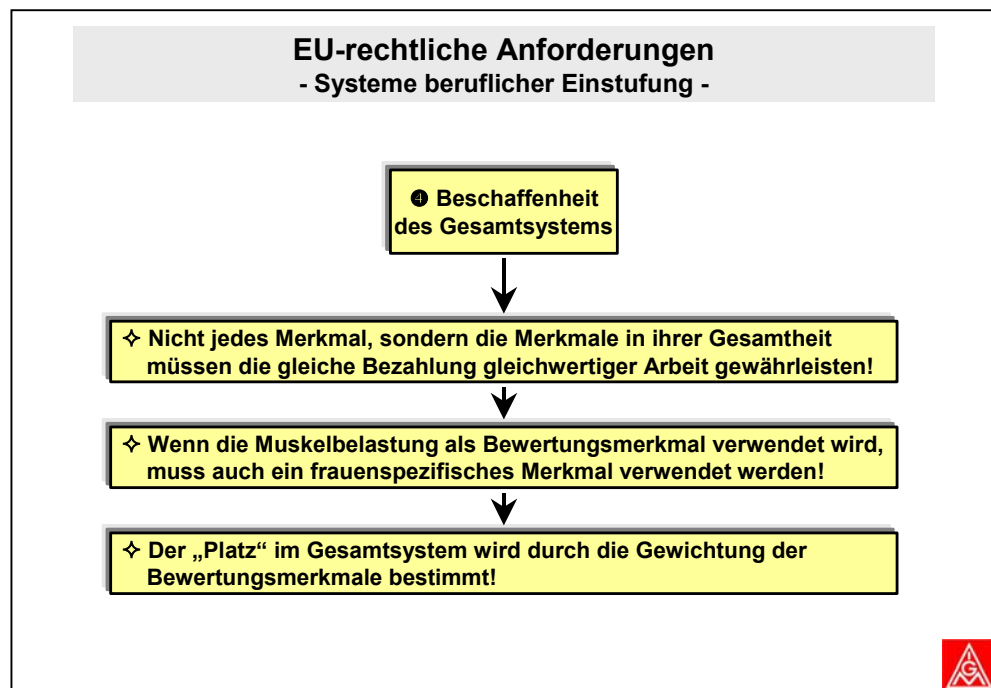 EU-rechtliche Anforderungen
- Systeme beruflicher Einstufung -
❹ Beschaffenheit
des Gesamtsystems
✧ Nicht jedes Merkmal, sondern die Merkmale in ihrer Gesamtheit
müssen die gleiche Bezahlung gleichwertiger Arbeit gewährleisten!
✧ Wenn die Muskelbelastung als Bewertungsmerkmal verwendet wird,
muss auch ein frauenspezifisches Merkmal verwendet werden!
✧ Der „Platz“ im Gesamtsystem wird durch die Gewichtung der
Bewertungsmerkmale bestimmt!
IGM